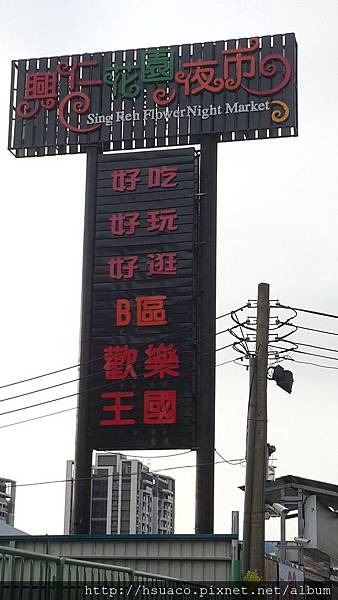 興仁花園夜市
Sing Ren Flower Night Market
好吃
好玩
好逛
B區
歡樂
王國
http://hsuaco.pixnet.net/album